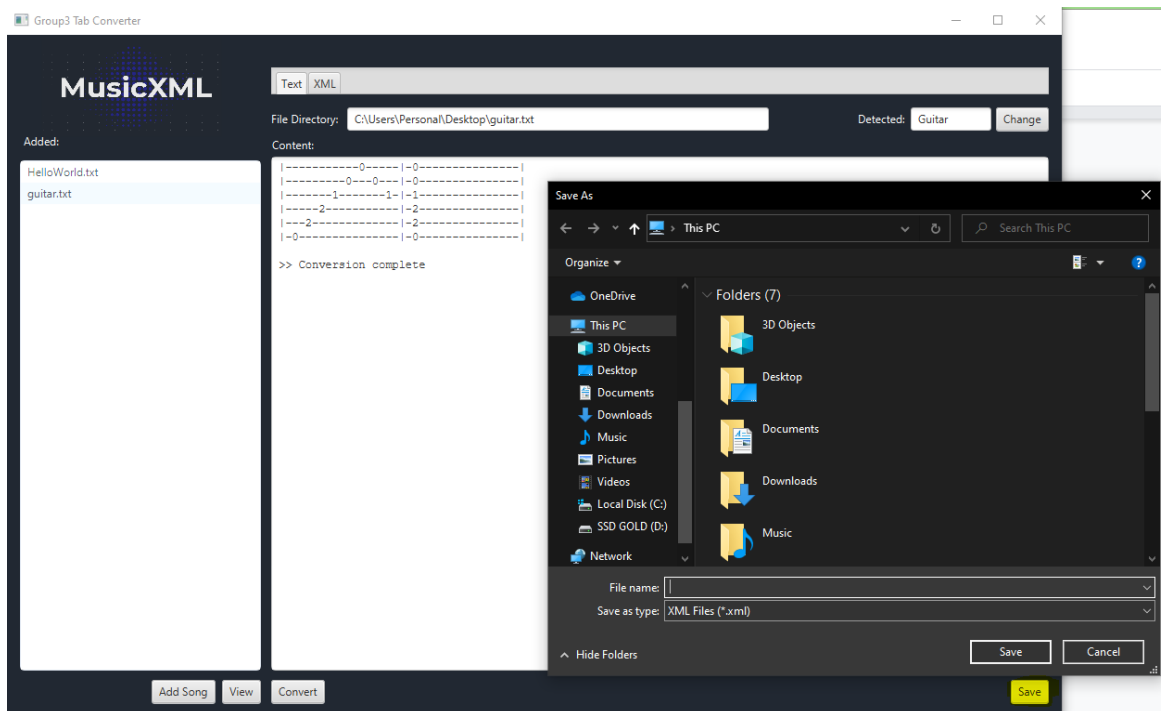 Group3 Tab Converter
MusicXML
Text XML
File Directory: C:\Users\Personal\Desktop\guitar.txt Detected: Guitar Change
Added:
Content:
HelloWorld.txt
guitar.txt
|-----------0-----|-0---------------|
|---------0---0---|-0---------------|
|-------1-------1-|-1---------------|
|-----2-----------|-2---------------|
|---2-------------|-2---------------|
|-0---------------|-0---------------|
>> Conversion complete
Save As
This PC
Search This PC
Organize
OneDrive
This PC
3D Objects
Desktop
Documents
Downloads
Music
Pictures
Videos
Local Disk (C:)
SSD GOLD (D:)
Network
Folders (7)
3D Objects
Desktop
Documents
Downloads
Music
File name:
Save as type: XML Files (*.xml)
Hide Folders
Save Cancel
Add Song View Convert Save